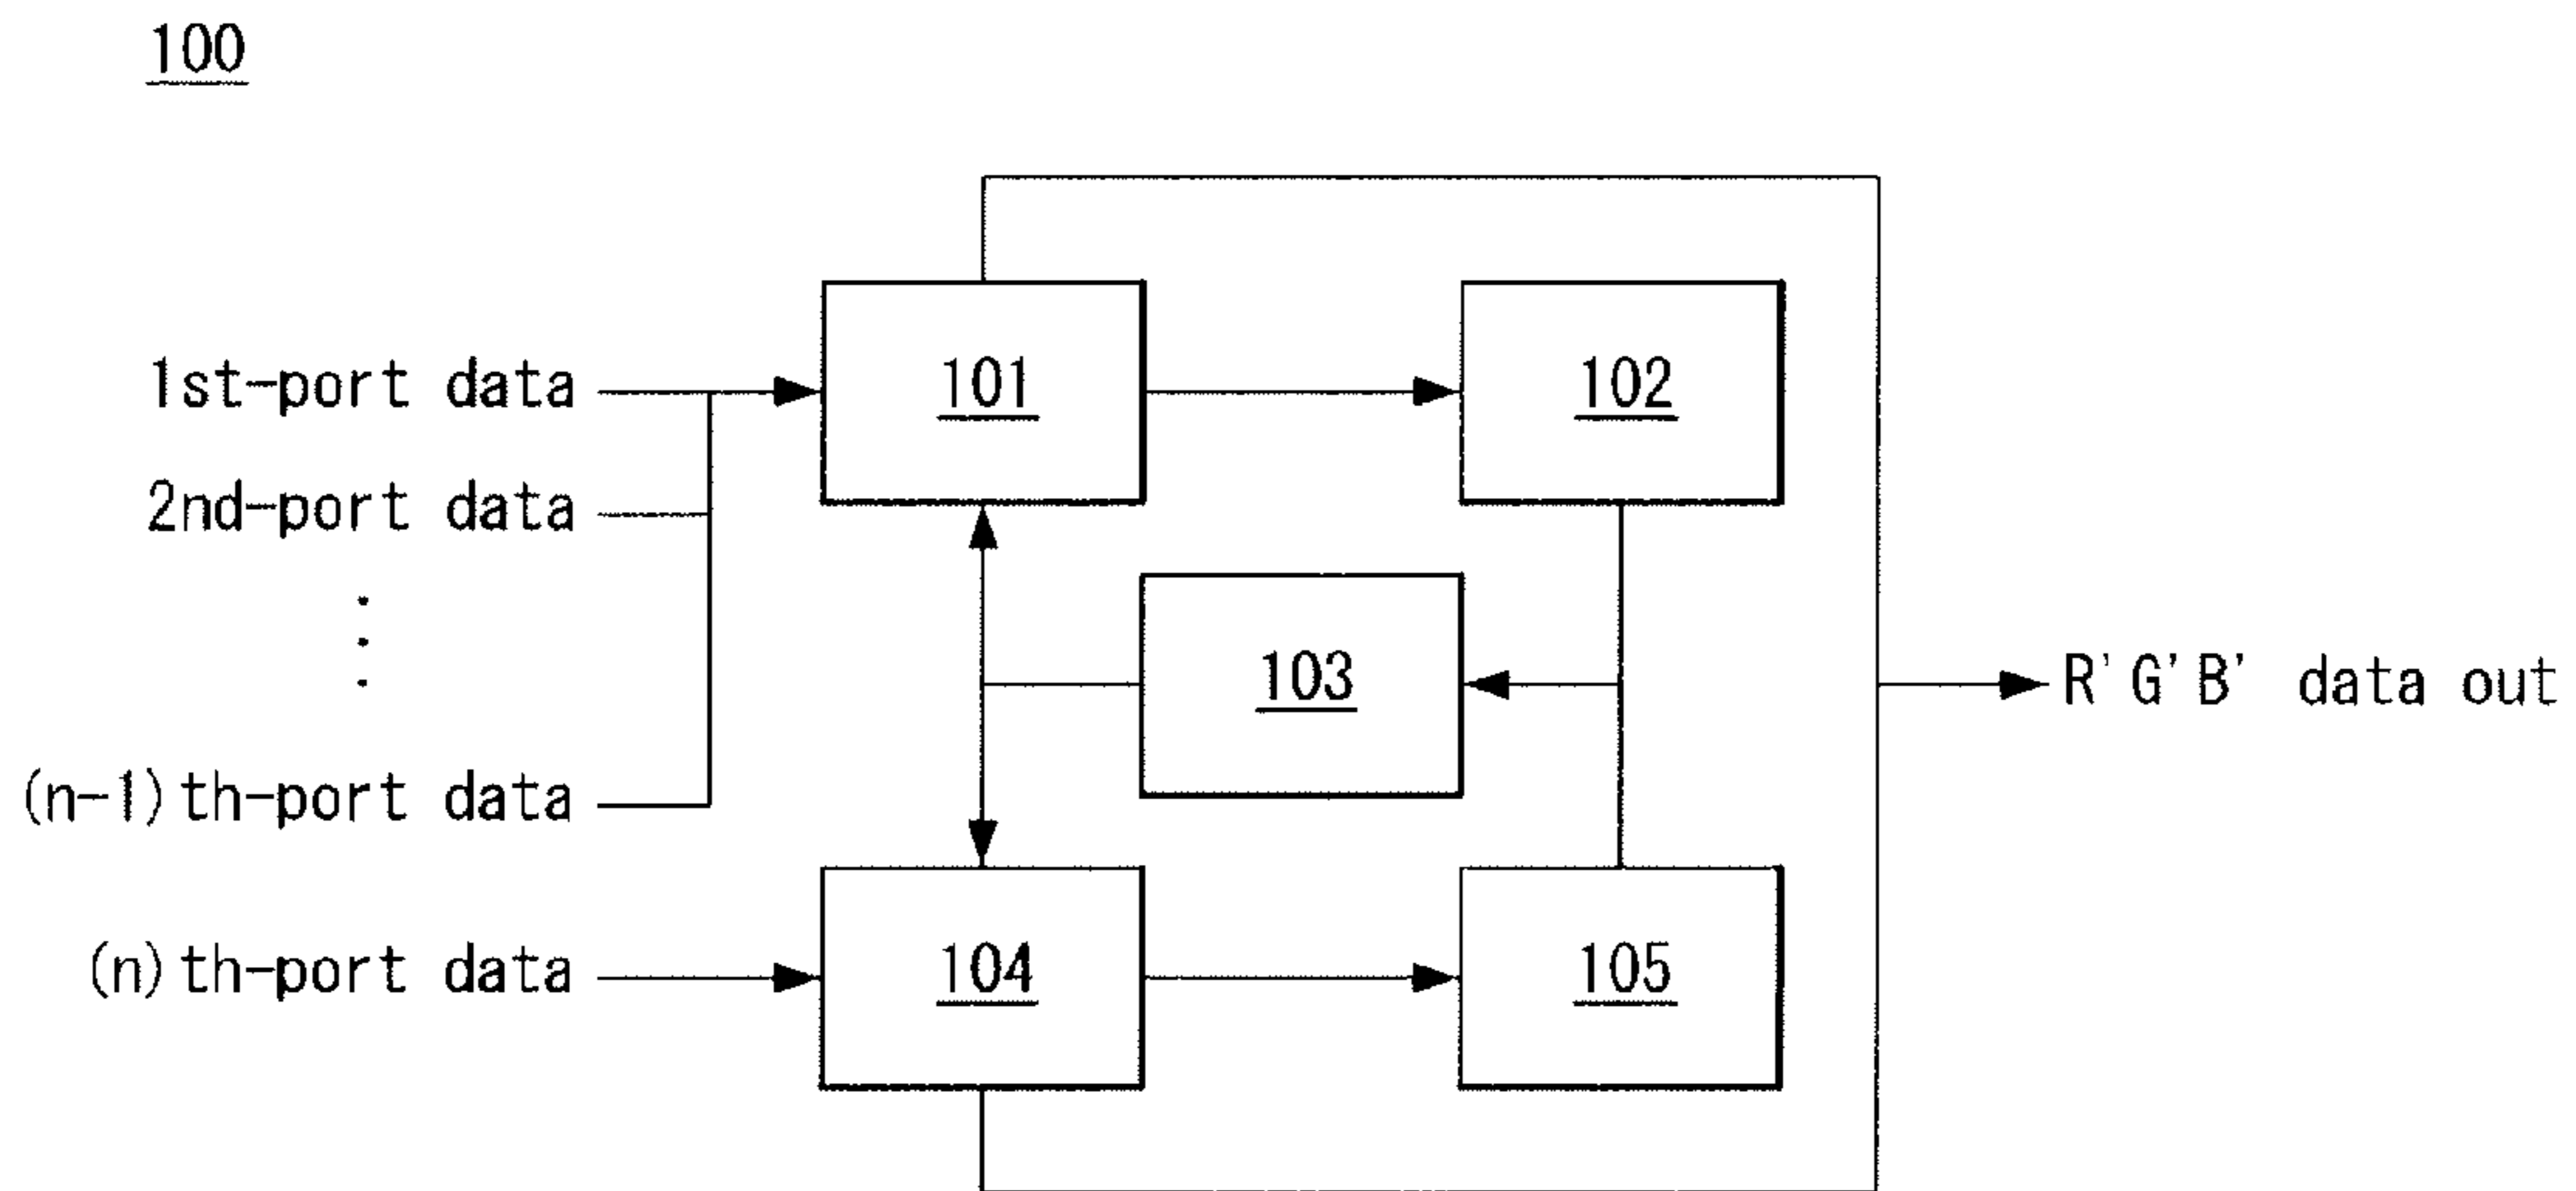 100
1st-port data
101
102
2nd-port data
103
R'G'B' data out
(n-1)th-port data
(n)th-port data
104
105